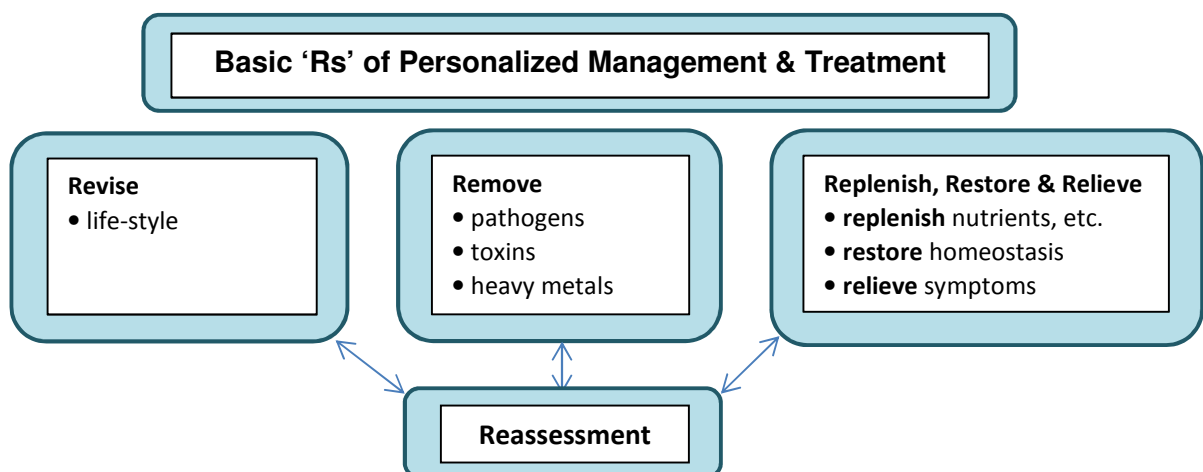 Basic ‘Rs’ of Personalized Management & Treatment
Revise
• life-style
Remove
• pathogens
• toxins
• heavy metals
Replenish, Restore & Relieve
• replenish nutrients, etc.
• restore homeostasis
• relieve symptoms
Reassessment